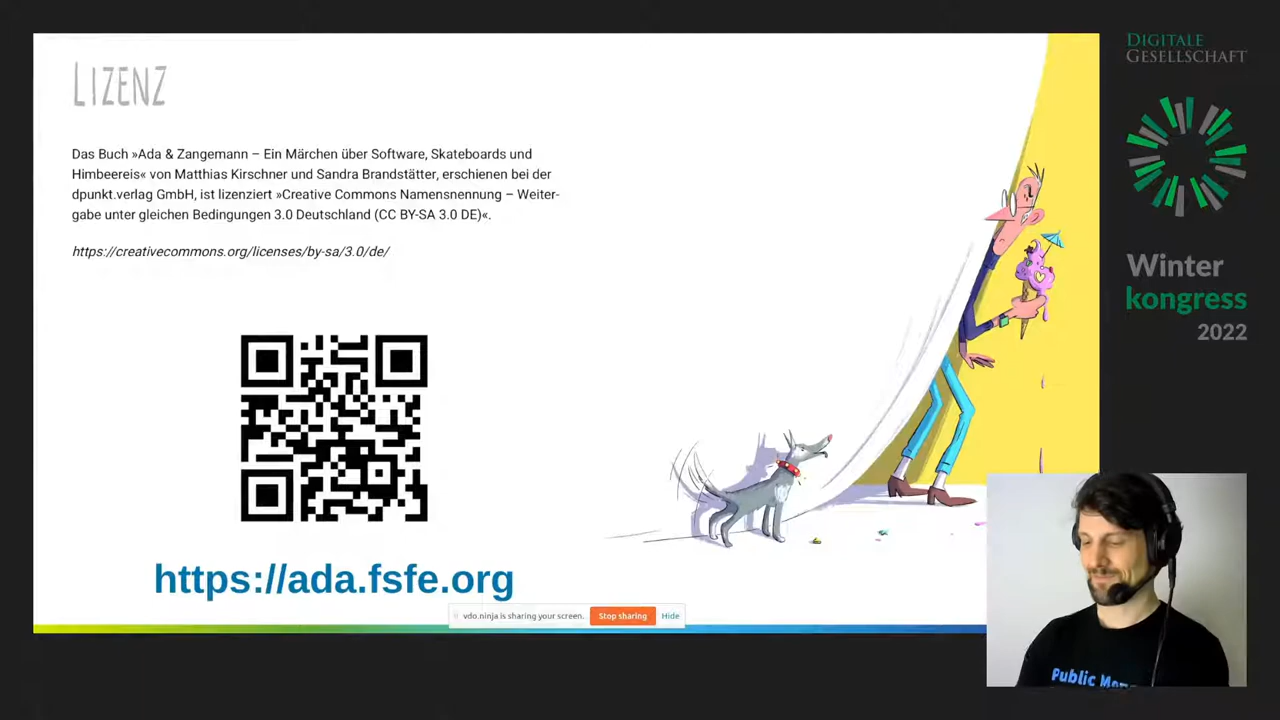 LIZENZ
Das Buch »Ada & Zangemann – Ein Märchen über Software, Skateboards und
Himbeereis« von Matthias Kirschner und Sandra Brandstätter, erschienen bei der
dpunkt.verlag GmbH, ist lizenziert »Creative Commons Namensnennung – Weiter-
gabe unter gleichen Bedingungen 3.0 Deutschland (CC BY-SA 3.0 DE)«.
https://creativecommons.org/licenses/by-sa/3.0/de/
https://ada.fsfe.org
vdo.ninja is sharing your screen. Stop sharing Hide
DIGITALE
GESELLSCHAFT
Winter
kongress
2022
Public